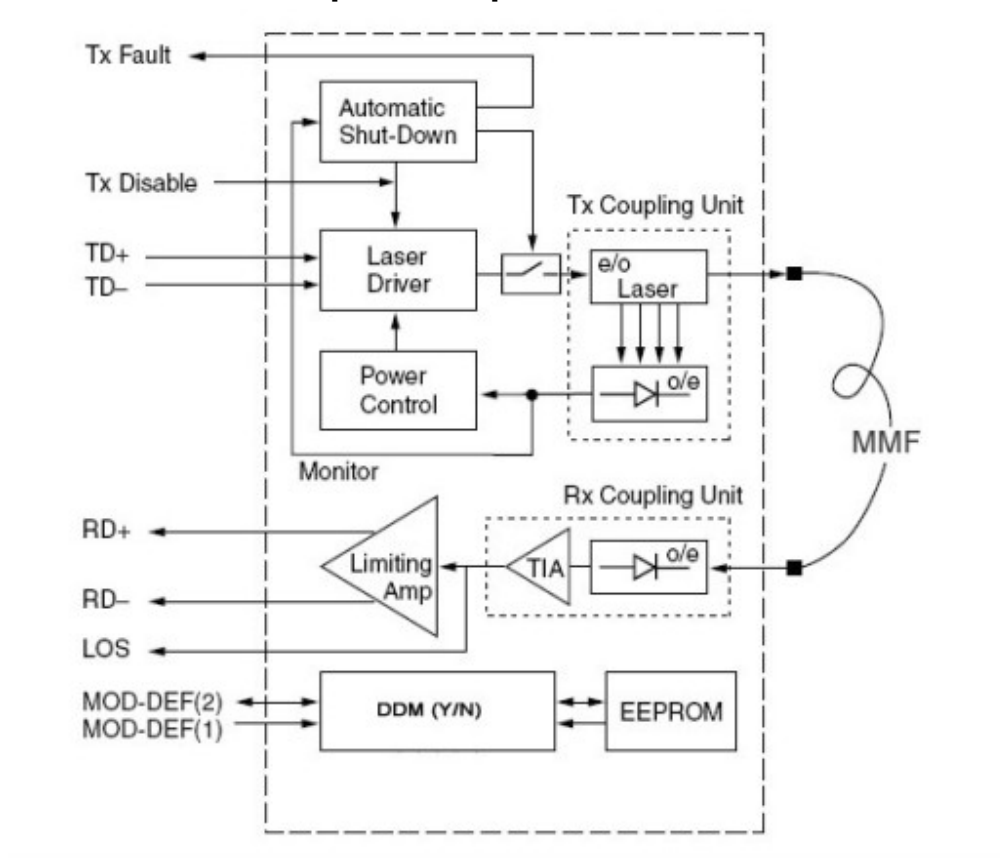 Tx Fault
Automatic
Shut-Down
Tx Disable
Tx Coupling Unit
TD+
TD–
Laser
Driver
e/o
Laser
Power
Control
o/e
MMF
Monitor
Rx Coupling Unit
RD+
Limiting
Amp
TIA
o/e
RD–
LOS
MOD-DEF(2)
MOD-DEF(1)
DDM (Y/N)
EEPROM